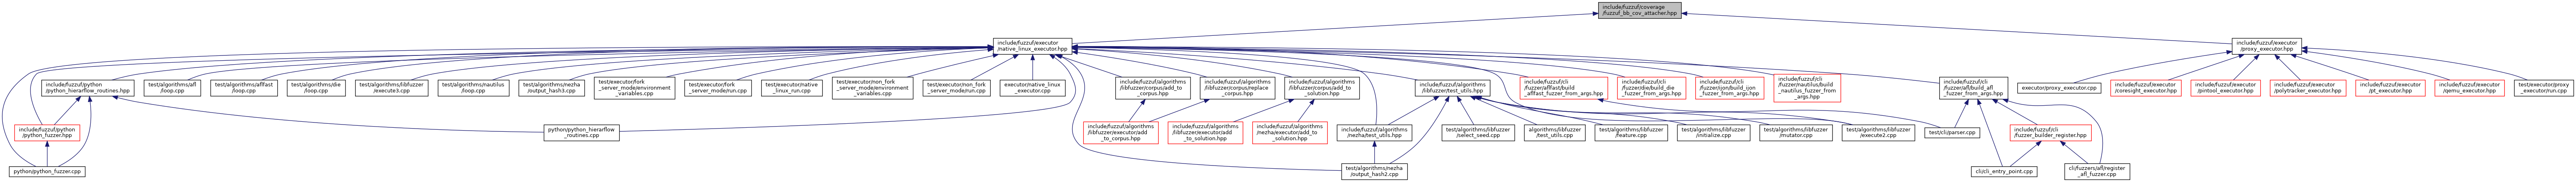 include/fuzzuf/coverage
/fuzzuf_bb_cov_attacher.hpp
include/fuzzuf/executor
/native_linux_executor.hpp
include/fuzzuf/executor
/proxy_executor.hpp
include/fuzzuf/python
/python_hierarflow_routines.hpp
test/algorithms/afl
/loop.cpp
test/algorithms/aflfast
/loop.cpp
test/algorithms/die
/loop.cpp
test/algorithms/libfuzzer
/execute3.cpp
test/algorithms/nautilus
/loop.cpp
test/algorithms/nezha
/output_hash3.cpp
test/executor/fork
_server_mode/environment
_variables.cpp
test/executor/fork
_server_mode/run.cpp
test/executor/native
_linux_run.cpp
test/executor/non_fork
_server_mode/environment
_variables.cpp
test/executor/non_fork
_server_mode/run.cpp
executor/native_linux
_executor.cpp
include/fuzzuf/algorithms
/libfuzzer/corpus/add_to
_corpus.hpp
include/fuzzuf/algorithms
/libfuzzer/corpus/replace
_corpus.hpp
include/fuzzuf/algorithms
/libfuzzer/corpus/add_to
_solution.hpp
include/fuzzuf/algorithms
/libfuzzer/test_utils.hpp
include/fuzzuf/cli
/fuzzer/aflfast/build
_aflfast_fuzzer_from_args.hpp
include/fuzzuf/cli
/fuzzer/die/build_die
_fuzzer_from_args.hpp
include/fuzzuf/cli
/fuzzer/ijon/build_ijon
_fuzzer_from_args.hpp
include/fuzzuf/cli
/fuzzer/nautilus/build
_nautilus_fuzzer_from
_args.hpp
include/fuzzuf/cli
/fuzzer/afl/build_afl
_fuzzer_from_args.hpp
executor/proxy_executor.cpp
include/fuzzuf/executor
/coresight_executor.hpp
include/fuzzuf/executor
/pintool_executor.hpp
include/fuzzuf/executor
/polytracker_executor.hpp
include/fuzzuf/executor
/pt_executor.hpp
include/fuzzuf/executor
/qemu_executor.hpp
test/executor/proxy
_executor/run.cpp
include/fuzzuf/python
/python_fuzzer.hpp
python/python_hierarflow
_routines.cpp
include/fuzzuf/algorithms
/libfuzzer/executor/add
_to_corpus.hpp
include/fuzzuf/algorithms
/libfuzzer/executor/add
_to_solution.hpp
include/fuzzuf/algorithms
/nezha/executor/add_to
_solution.hpp
include/fuzzuf/algorithms
/nezha/test_utils.hpp
test/algorithms/libfuzzer
/select_seed.cpp
algorithms/libfuzzer
/test_utils.cpp
test/algorithms/libfuzzer
/feature.cpp
test/algorithms/libfuzzer
/initialize.cpp
test/algorithms/libfuzzer
/mutator.cpp
test/algorithms/libfuzzer
/execute2.cpp
test/cli/parser.cpp
include/fuzzuf/cli
/fuzzer_builder_register.hpp
python/python_fuzzer.cpp
test/algorithms/nezha
/output_hash2.cpp
cli/cli_entry_point.cpp
cli/fuzzers/afl/register
_afl_fuzzer.cpp